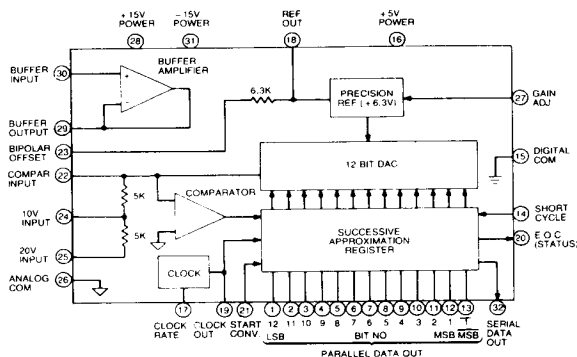 +15V POWER
28
-15V POWER
31
REF OUT
18
+5V POWER
16
BUFFER INPUT
30
BUFFER AMPLIFIER
+
-
BUFFER OUTPUT
29
6.3K
PRECISION REF (+6.3V)
27
GAIN ADJ
BIPOLAR OFFSET
23
COMPAR INPUT
22
12 BIT DAC
15
DIGITAL COM
5K
COMPARATOR
10V INPUT
24
5K
SUCCESSIVE APPROXIMATION REGISTER
14
SHORT CYCLE
20
E O C (STATUS)
20V INPUT
25
ANALOG COM
26
CLOCK
17
19
21
1 2 3 4 5 6 7 8 9 10 11 12 13
32
CLOCK RATE
CLOCK OUT
START CONV.
12 11 10 9 8 7 6 5 4 3 2 1 1
LSB
BIT NO
MSB MSB
SERIAL DATA OUT
PARALLEL DATA OUT